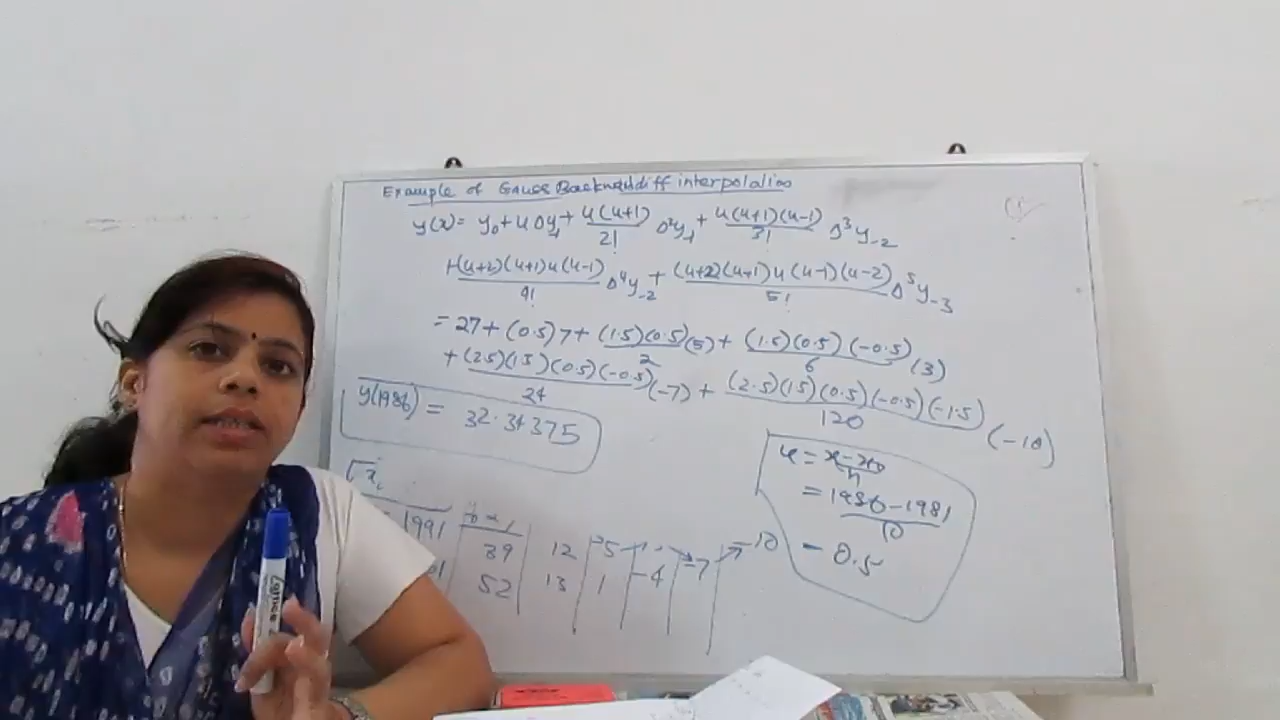 Example of Gauss Backward diff interpolation
y(x) = y₀ + uΔy₋₁ + u(u+1)/2! Δ²y₋₁ + u(u+1)(u-1)/3! Δ³y₋₂
+(u+2)(u+1)u(u-1)/4! Δ⁴y₋₂ + (u+2)(u+1)u(u-1)(u-2)/5! Δ⁵y₋₃
= 27 + (0.5)7 + (1.5)(0.5)/2 (5) + (1.5)(0.5)(-0.5)/6 (3)
+ (2.5)(1.5)(0.5)(-0.5)/24 (-7) + (2.5)(1.5)(0.5)(-0.5)(-1.5)/120 (-10)
y(1986) = 32.34375
u = x-x₀/h
= 1986-1981/10
= 0.5
xᵢ
1991 39 12 5 -7 -10
52 13 1 -4